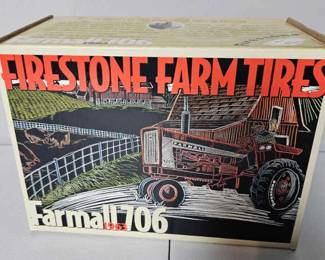 FIRESTONE FARM TIRES
FARMALL
Farmall 706
1963